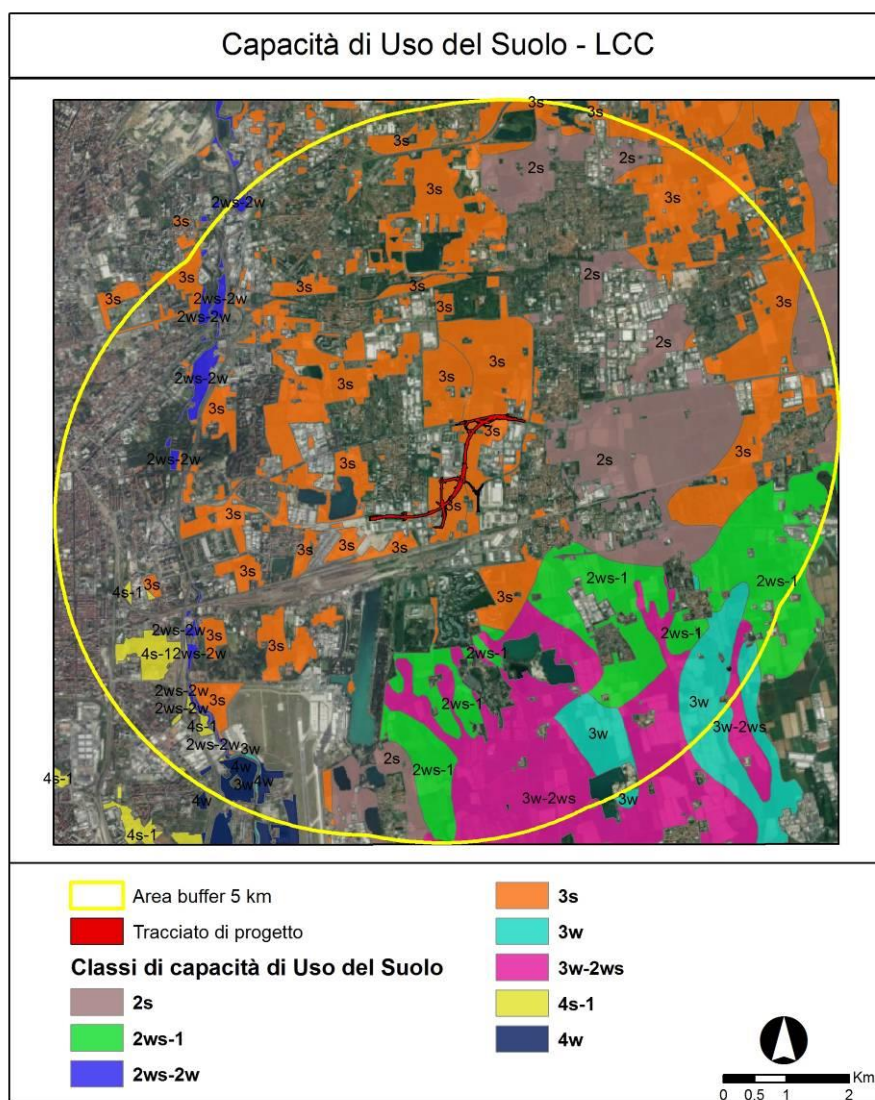 Capacità di Uso del Suolo - LCC
3s
3s
3s
2s
2s
3s
3s
2ws-2w
3s
3s
2s
3s
3s
2ws-2w
2ws-2w
3s
3s
3s
3s
2s
2ws-2w
3s
3s
3s
3s
3s
3s
2ws-2w
3s
2s
3s
3s
3s
3s
3s
3s
4s-1
3s
3s
2ws-1
2ws-1
2ws-2w
3s
2ws-1
4s-12ws-2w
3s
2ws-1
2ws-2w
3s
2ws-1
2ws-2w
4s-1
3w
3w-2ws
2ws-2w
3w
2s
4w
2ws-1
4s-1
3w
4w
4w
3w-2ws
3w
4s-1
Area buffer 5 km
Tracciato di progetto
Classi di capacità di Uso del Suolo
2s
2ws-1
2ws-2w
3s
3w
3w-2ws
4s-1
4w
Km
0 0.5 1 2